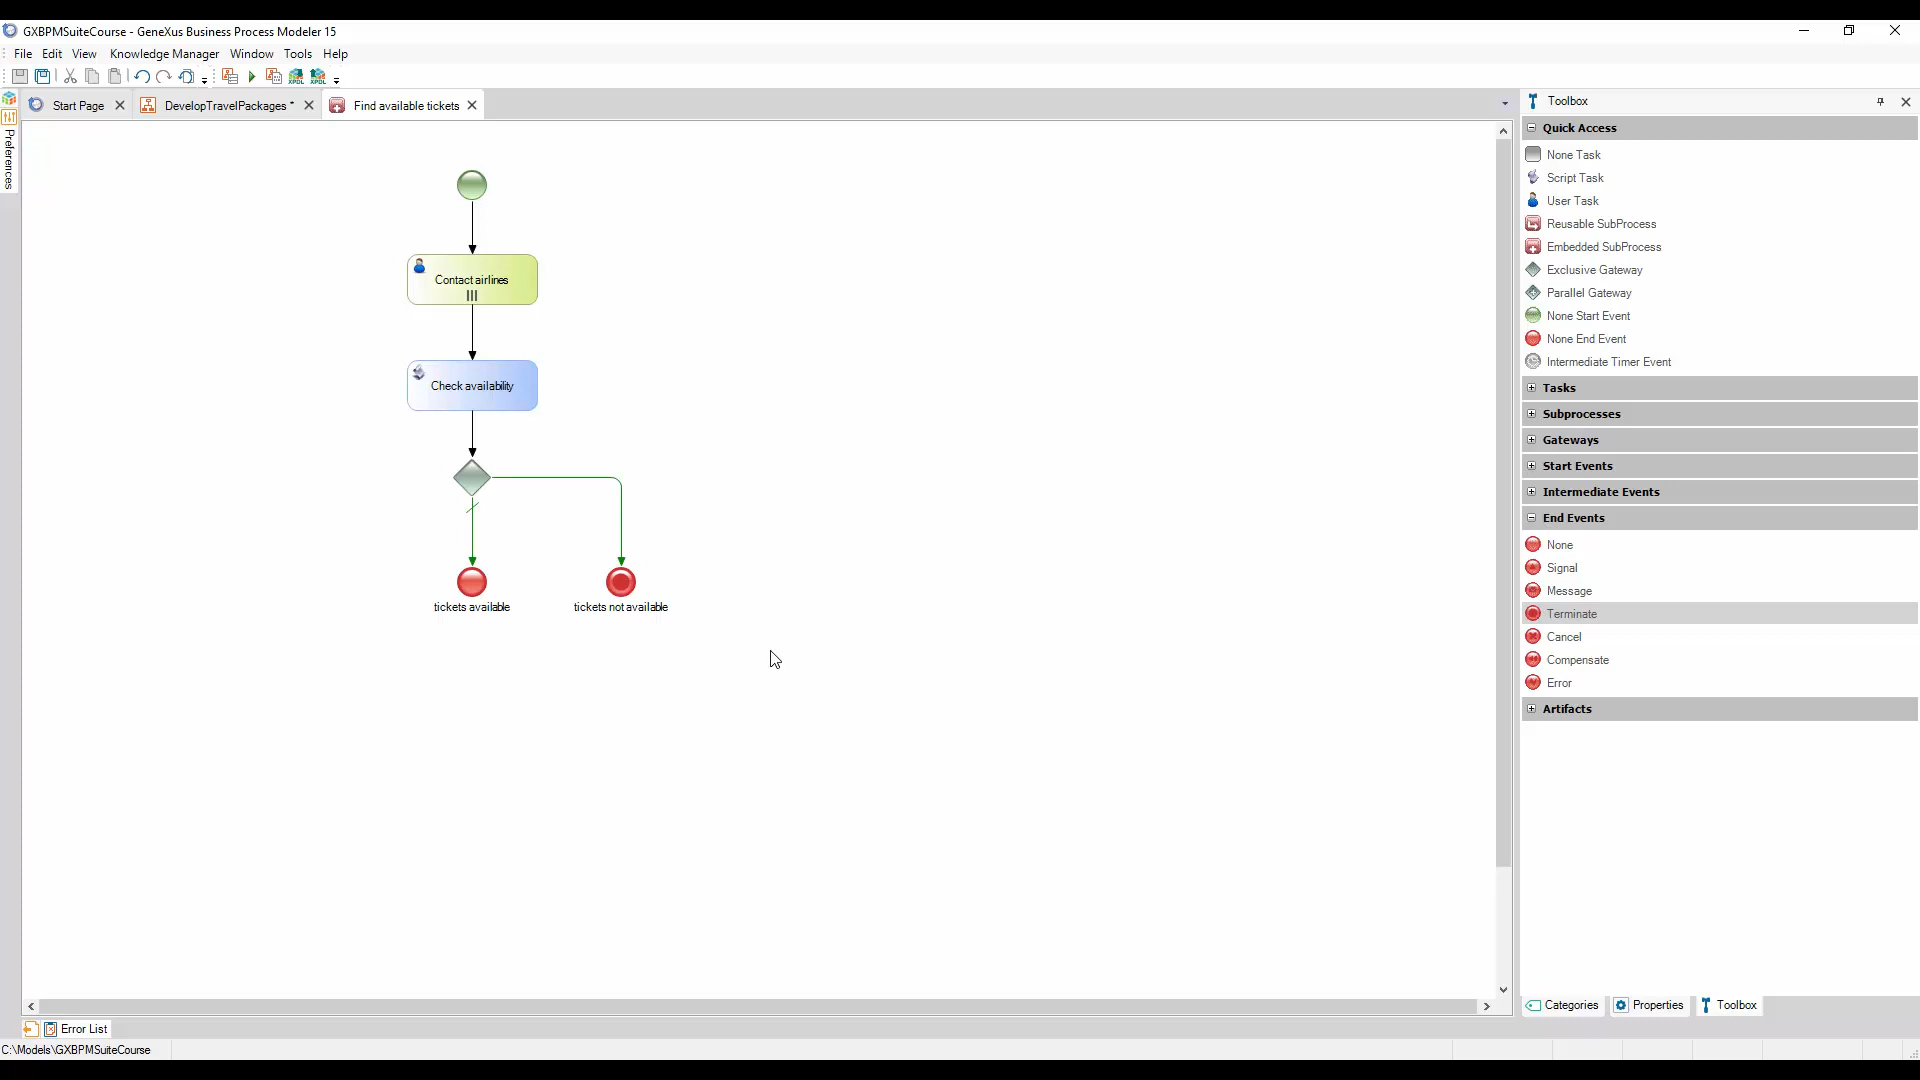 GXBPMSuiteCourse - GeneXus Business Process Modeler 15
File Edit View Knowledge Manager Window Tools Help
Start Page DevelopTravelPackages * Find available tickets
Preferences
Contact airlines
Check availability
tickets available
tickets not available
Toolbox
Quick Access
None Task
Script Task
User Task
Reusable SubProcess
Embedded SubProcess
Exclusive Gateway
Parallel Gateway
None Start Event
None End Event
Intermediate Timer Event
Tasks
Subprocesses
Gateways
Start Events
Intermediate Events
End Events
None
Signal
Message
Terminate
Cancel
Compensate
Error
Artifacts
Categories Properties Toolbox
Error List
C:\Models\GXBPMSuiteCourse